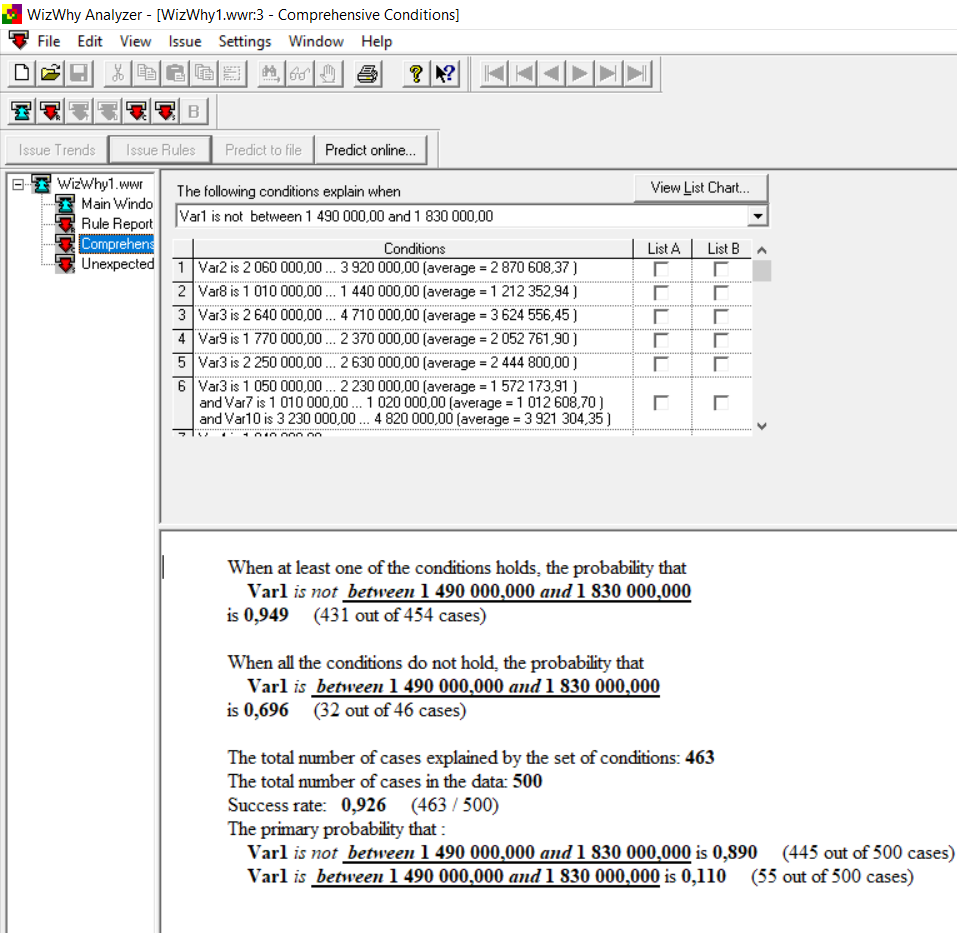 WizWhy Analyzer - [WizWhy1.wwr:3 - Comprehensive Conditions]
File Edit View Issue Settings Window Help
B
Issue Trends Issue Rules Predict to file Predict online...
WizWhy1.wwr
Main Windo
Rule Report
Comprehens
Unexpected
The following conditions explain when
View List Chart...
Var1 is not between 1 490 000,00 and 1 830 000,00
Conditions List A List B
1 Var2 is 2 060 000,00 ... 3 920 000,00 (average = 2 870 608,37 )
2 Var8 is 1 010 000,00 ... 1 440 000,00 (average = 1 212 352,94 )
3 Var3 is 2 640 000,00 ... 4 710 000,00 (average = 3 624 556,45 )
4 Var9 is 1 770 000,00 ... 2 370 000,00 (average = 2 052 761,90 )
5 Var3 is 2 250 000,00 ... 2 630 000,00 (average = 2 444 800,00 )
6 Var3 is 1 050 000,00 ... 2 230 000,00 (average = 1 572 173,91 )
and Var7 is 1 010 000,00 ... 1 020 000,00 (average = 1 012 608,70 )
and Var10 is 3 230 000,00 ... 4 820 000,00 (average = 3 921 304,35 )
When at least one of the conditions holds, the probability that
Var1 is not between 1 490 000,000 and 1 830 000,000
is 0,949 (431 out of 454 cases)
When all the conditions do not hold, the probability that
Var1 is between 1 490 000,000 and 1 830 000,000
is 0,696 (32 out of 46 cases)
The total number of cases explained by the set of conditions: 463
The total number of cases in the data: 500
Success rate: 0,926 (463 / 500)
The primary probability that :
Var1 is not between 1 490 000,000 and 1 830 000,000 is 0,890 (445 out of 500 cases)
Var1 is between 1 490 000,000 and 1 830 000,000 is 0,110 (55 out of 500 cases)